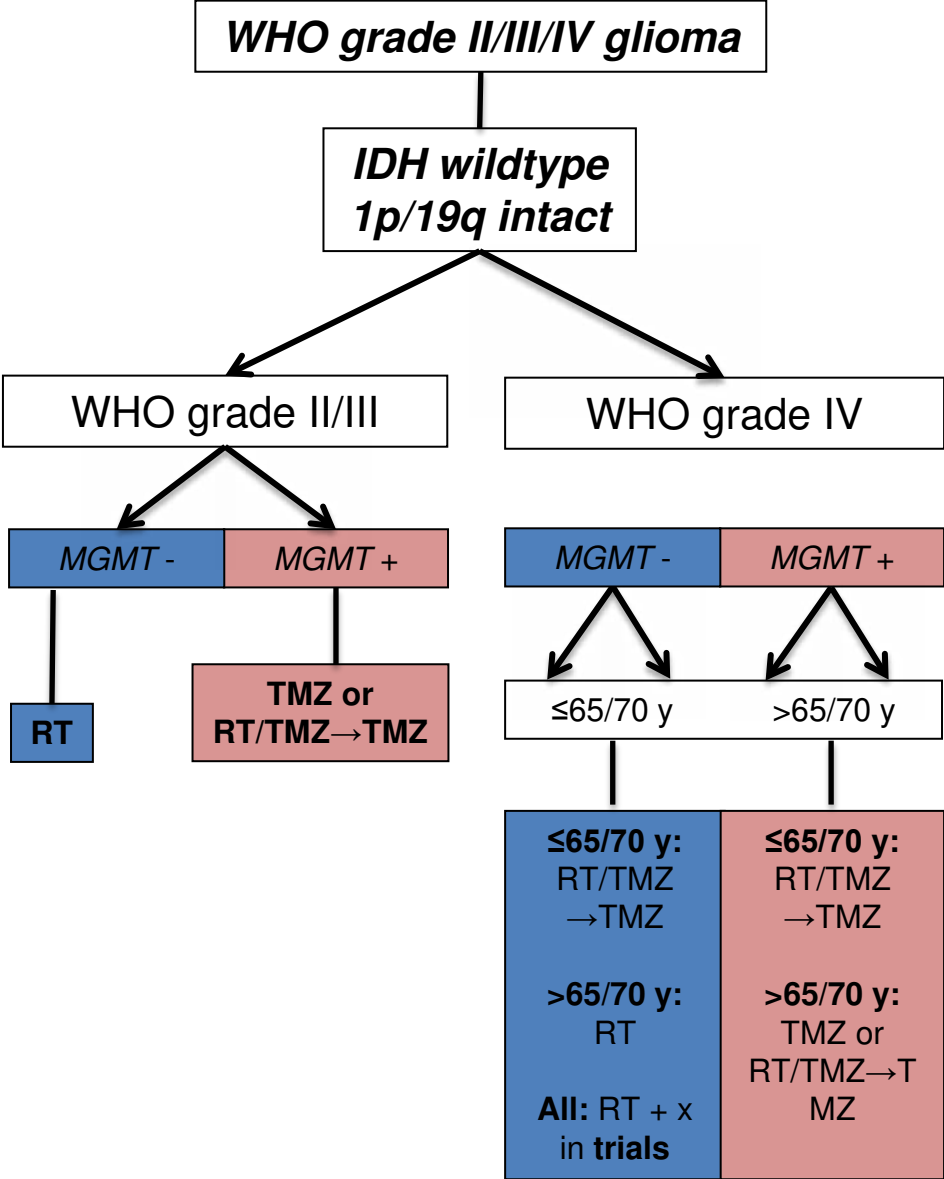 WHO grade II/III/IV glioma
IDH wildtype
1p/19q intact
WHO grade II/III
WHO grade IV
MGMT -
MGMT +
MGMT -
MGMT +
RT
TMZ or
RT/TMZ→TMZ
≤65/70 y
>65/70 y
≤65/70 y:
RT/TMZ
→TMZ
>65/70 y:
RT
All: RT + x
in trials
≤65/70 y:
RT/TMZ
→TMZ
>65/70 y:
TMZ or
RT/TMZ→T
MZ